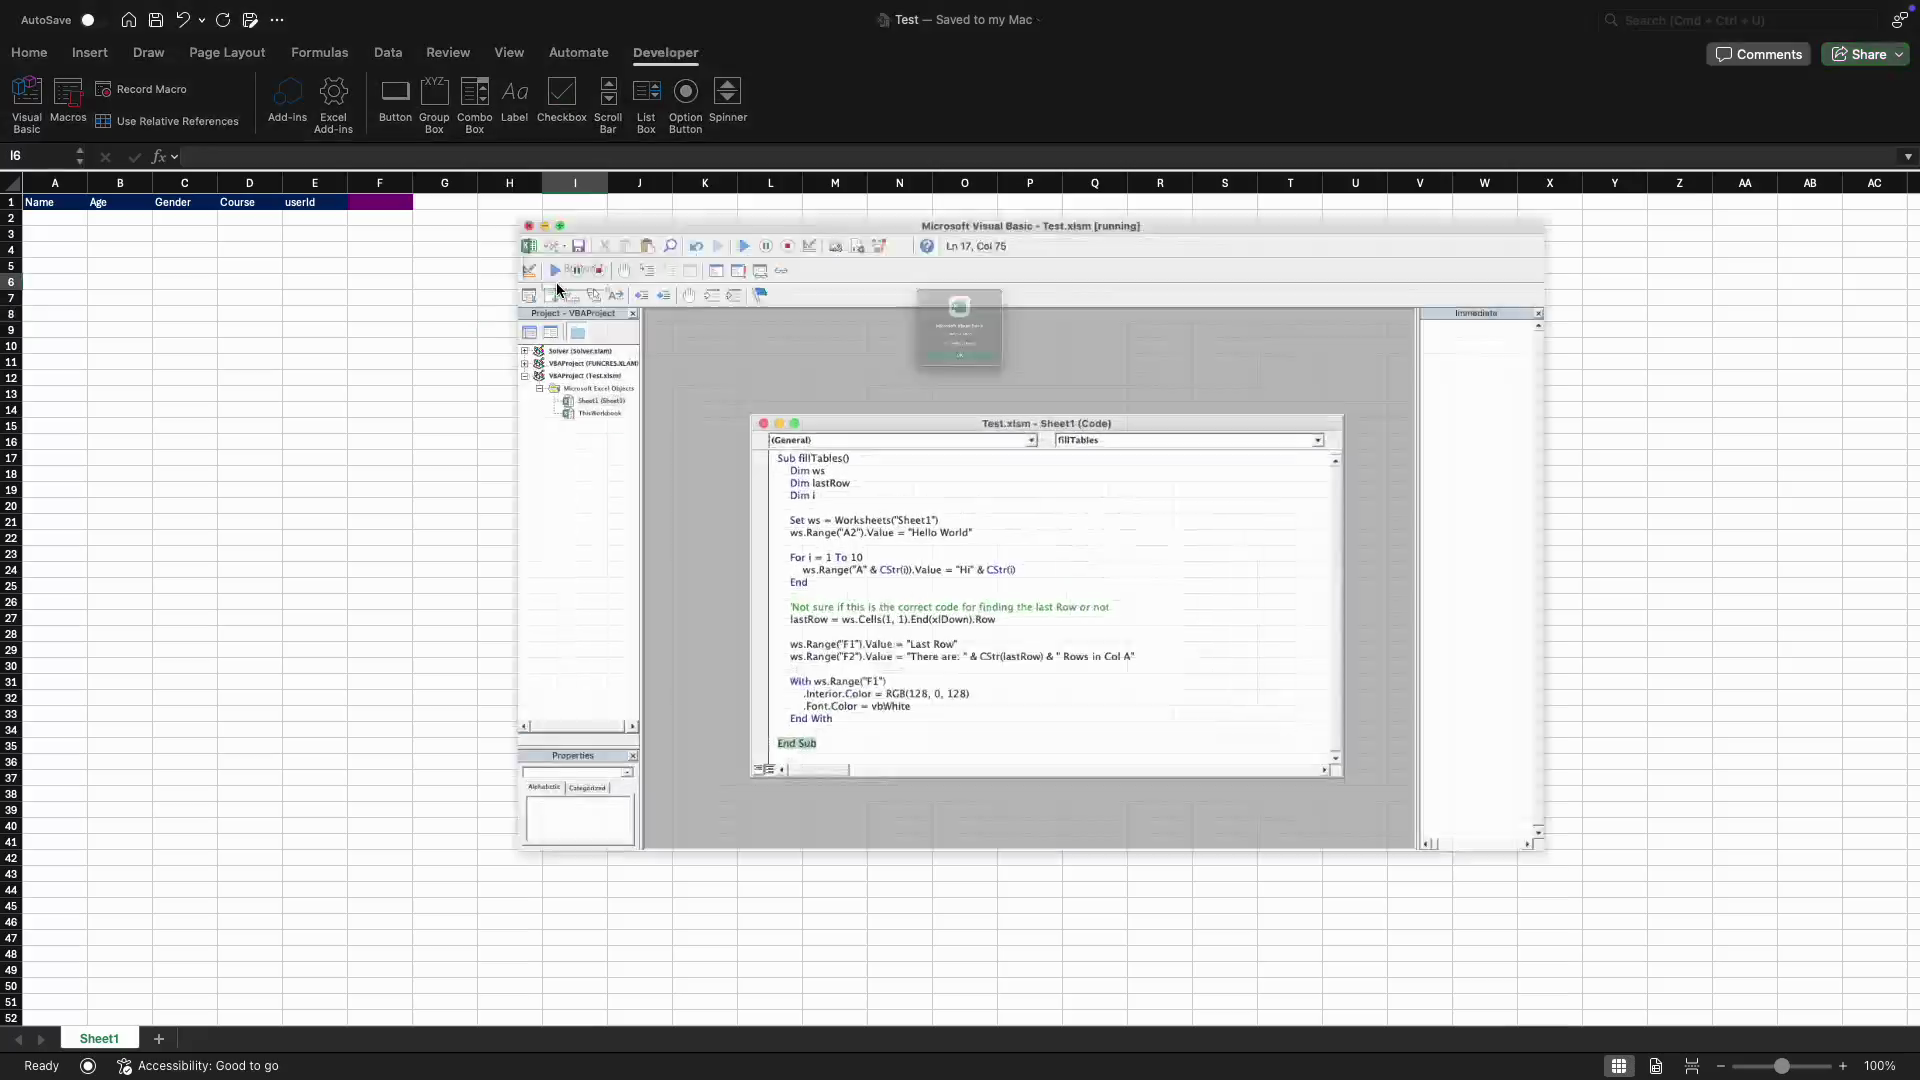 AutoSave
Test — Saved to my Mac
Search (Cmd + Ctrl + U)
Home Insert Draw Page Layout Formulas Data Review View Automate Developer
Comments Share
Visual Basic
Macros
Record Macro
Use Relative References
Add-ins
Excel Add-ins
Button
Group Box
Combo Box
Label
Checkbox
Scroll Bar
List Box
Option Button
Spinner
I6
fx
A B C D E F G H I J K L M N O P Q R S T U V W X Y Z AA AB AC
1 Name Age Gender Course userId
2
3
4
5
6
7
8
9
10
11
12
13
14
15
16
17
18
19
20
21
22
23
24
25
26
27
28
29
30
31
32
33
34
35
36
37
38
39
40
41
42
43
44
45
46
47
48
49
50
51
52
Microsoft Visual Basic - Test.xlsm [running]
Ln 17, Col 75
Project - VBAProject
Solver (Solver.xlam)
VBAProject (FUNCRES.XLAM)
VBAProject (Test.xlsm)
Microsoft Excel Objects
Sheet1 (Sheet1)
ThisWorkbook
Properties
Alphabetic Categorized
Immediate
Test.xlsm - Sheet1 (Code)
(General) fillTables
Sub fillTables()
Dim ws
Dim lastRow
Dim i
Set ws = Worksheets("Sheet1")
ws.Range("A2").Value = "Hello World"
For i = 1 To 10
ws.Range("A" & CStr(i)).Value = "Hi" & CStr(i)
End
'Not sure if this is the correct code for finding the last Row or not
lastRow = ws.Cells(1, 1).End(xlDown).Row
ws.Range("F1").Value = "Last Row"
ws.Range("F2").Value = "There are: " & CStr(lastRow) & " Rows in Col A"
With ws.Range("F1")
.Interior.Color = RGB(128, 0, 128)
.Font.Color = vbWhite
End With
End Sub
Sheet1
Ready
Accessibility: Good to go
100%